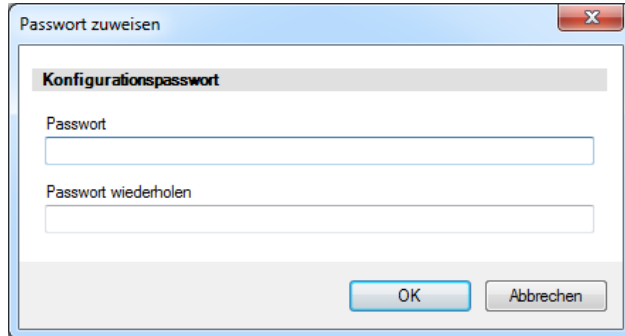 Passwort zuweisen
Konfigurationspasswort
Passwort
Passwort wiederholen
OK Abbrechen